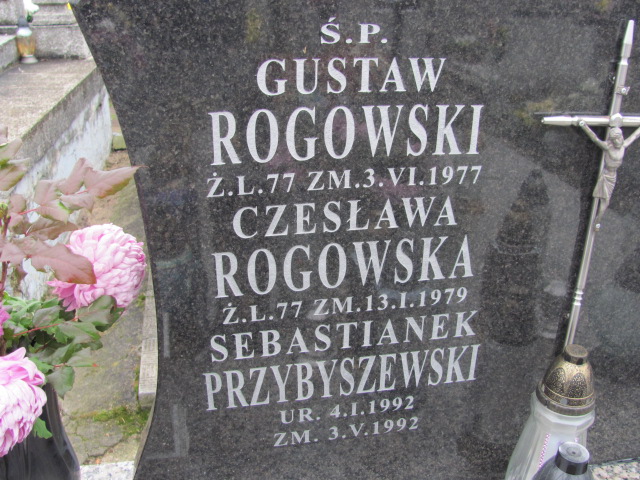 Ś.P.
GUSTAW
ROGOWSKI
Ż.L.77 ZM.3.VI.1977
CZESŁAWA
ROGOWSKA
Ż.L.77 ZM.13.I.1979
SEBASTIANEK
PRZYBYSZEWSKI
UR. 4.I.1992
ZM. 3.V.1992